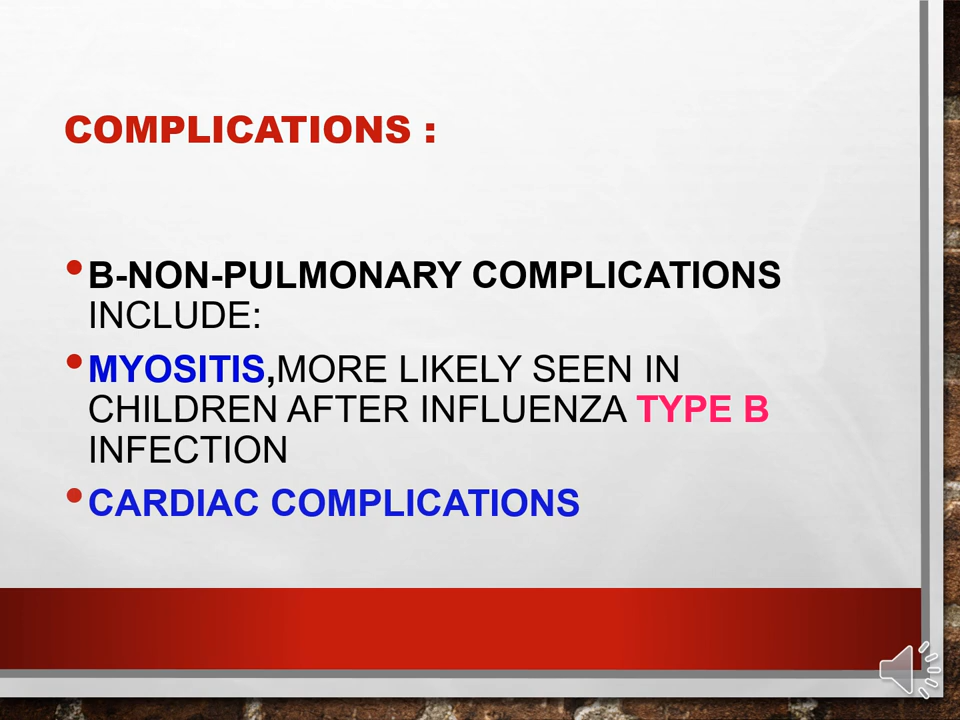 COMPLICATIONS :
•B-NON-PULMONARY COMPLICATIONS
INCLUDE:
•MYOSITIS,MORE LIKELY SEEN IN
CHILDREN AFTER INFLUENZA TYPE B
INFECTION
•CARDIAC COMPLICATIONS